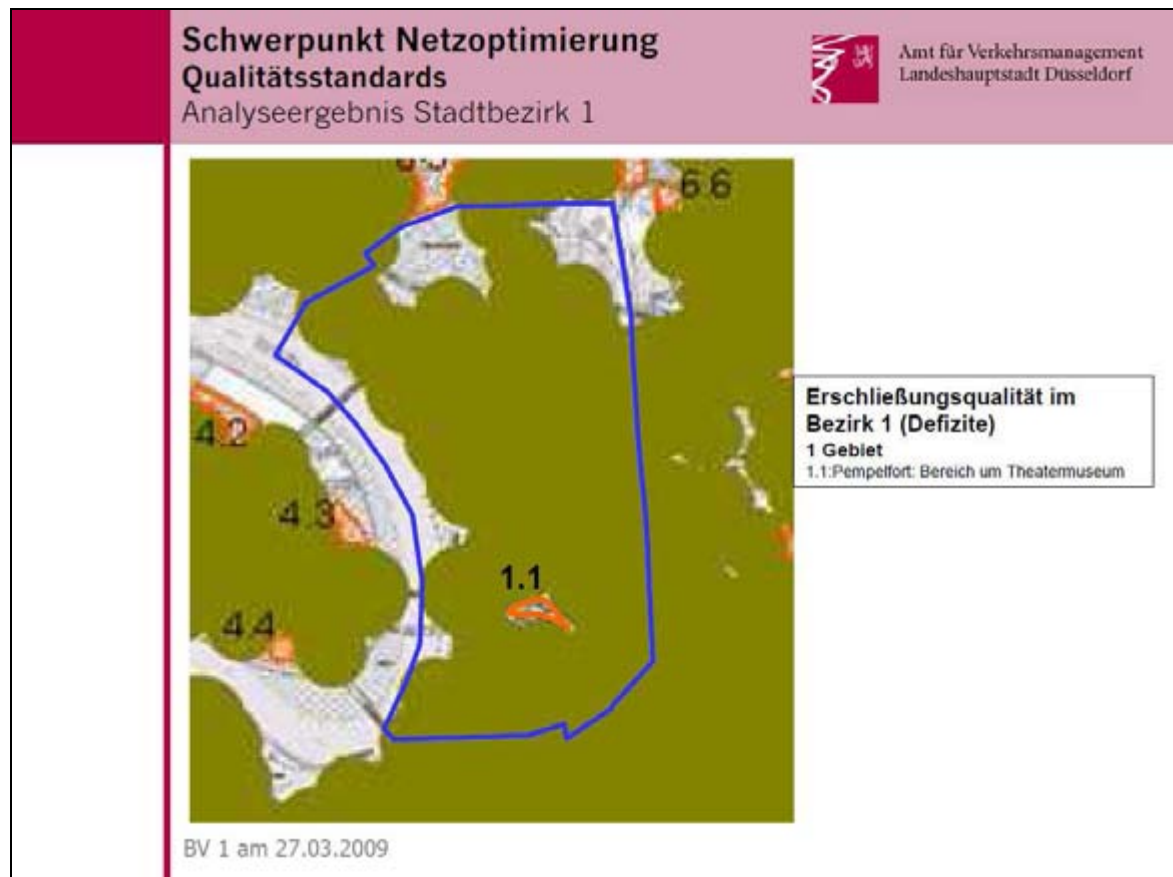 Schwerpunkt Netzoptimierung
Qualitätsstandards
Analyseergebnis Stadtbezirk 1
Amt für Verkehrsmanagement
Landeshauptstadt Düsseldorf
6.6
4.2
4.3
4.4
1.1
Erschließungsqualität im
Bezirk 1 (Defizite)
1 Gebiet
1.1:Pempelfort: Bereich um Theatermuseum
BV 1 am 27.03.2009